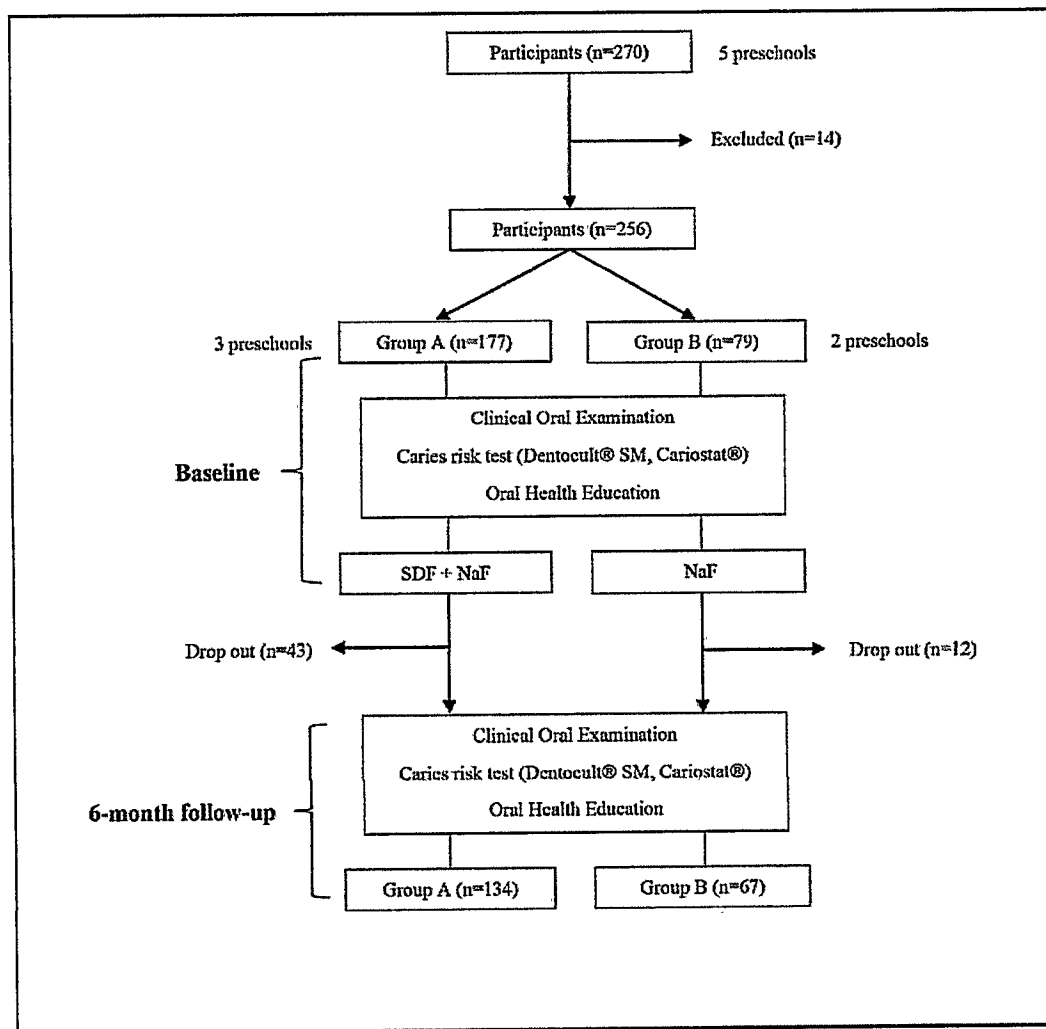 Participants (n=270)
5 preschools
Excluded (n=14)
Participants (n=256)
3 preschools
Group A (n=177)
Group B (n=79)
2 preschools
Clinical Oral Examination
Caries risk test (Dentocult® SM, Cariostat®)
Oral Health Education
Baseline
SDF + NaF
NaF
Drop out (n=43)
Drop out (n=12)
Clinical Oral Examination
Caries risk test (Dentocult® SM, Cariostat®)
Oral Health Education
6-month follow-up
Group A (n=134)
Group B (n=67)